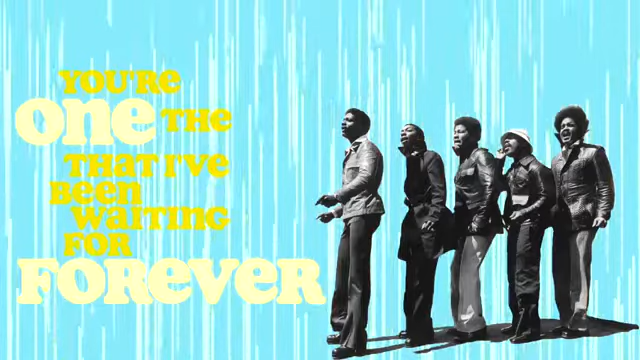 YOU'RE
ONE THE
THAT I'VE
BEEN
WAITING
FOR
FOREVER